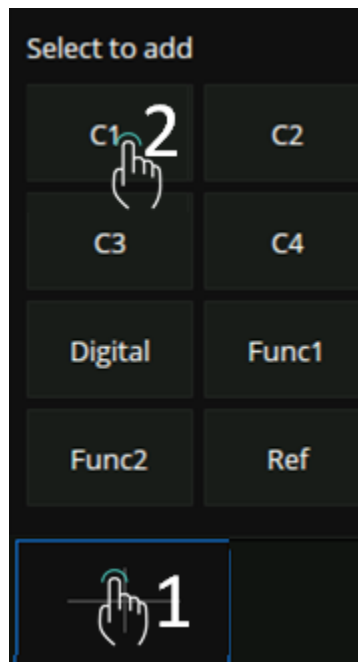 Select to add
C1 2 C2
C3 C4
Digital Func1
Func2 Ref
1